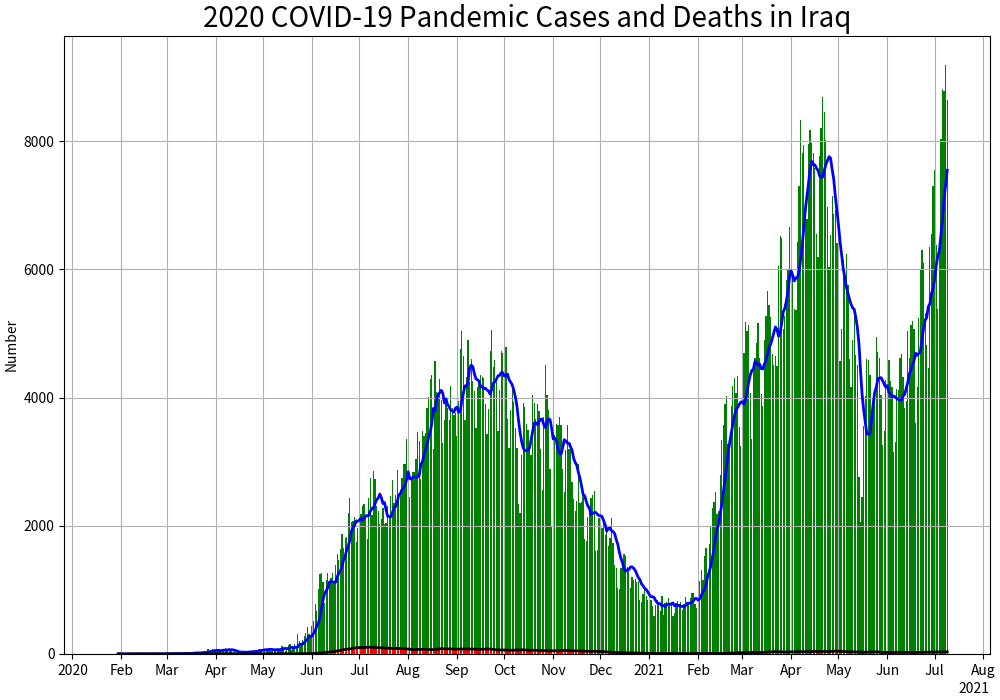 2020 COVID-19 Pandemic Cases and Deaths in Iraq
Number
8000
6000
4000
2000
0
2020 Feb Mar Apr May Jun Jul Aug Sep Oct Nov Dec 2021 Feb Mar Apr May Jun Jul Aug
2021